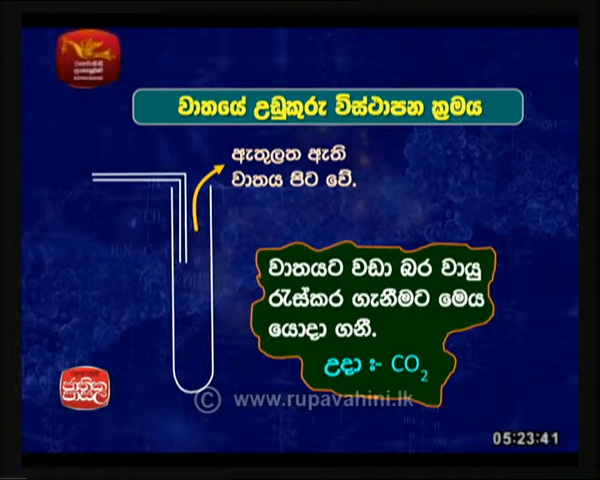 වාතයේ උඩුකුරු විස්ථාපන ක්‍රමය
ඇතුලත ඇති
වාතය පිට වේ.
වාතයට වඩා බර වායු
රැස්කර ගැනීමට මෙය
යොදා ගනී.
උදා :- CO₂
ජාතික
පාසල
© www.rupavahini.lk
05:23:41